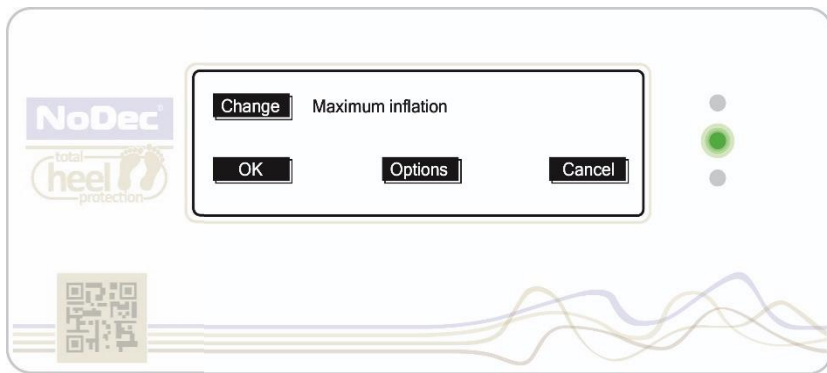 NoDec®
total
heel
protection
Change Maximum inflation
OK Options Cancel